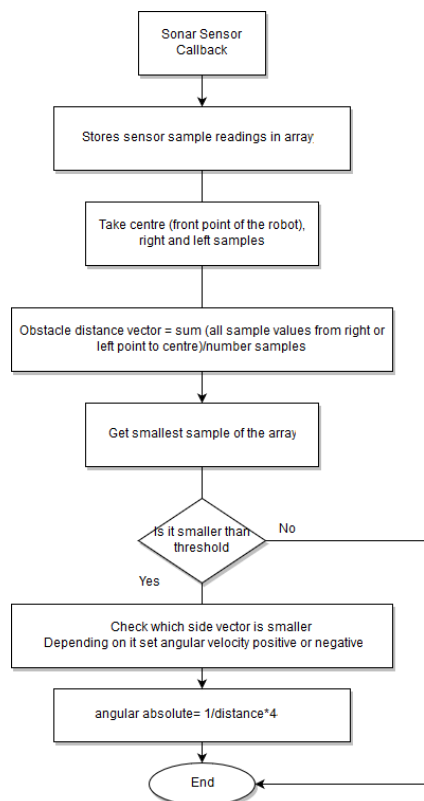 Sonar Sensor
Callback
Stores sensor sample readings in array
Take centre (front point of the robot),
right and left samples
Obstacle distance vector = sum (all sample values from right or
left point to centre)/number samples
Get smallest sample of the array
Is it smaller than
threshold
No
Yes
Check which side vector is smaller
Depending on it set angular velocity positive or negative
angular absolute= 1/distance*4
End